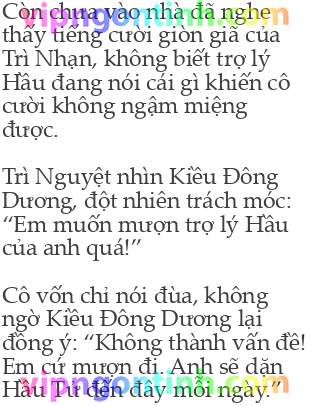 Còn chưa vào nhà đã nghe
thấy tiếng cười giòn giã của
Trì Nhạn, không biết trợ lý
Hầu đang nói cái gì khiến cô
cười không ngậm miệng
được.
Trì Nguyệt nhìn Kiều Đông
Dương, đột nhiên trách móc:
“Em muốn mượn trợ lý Hầu
của anh quá!”
Cô vốn chỉ nói đùa, không
ngờ Kiều Đông Dương lại
đồng ý: “Không thành vấn đề!
Em cứ mượn đi. Anh sẽ dặn
Hầu Tử đến đây mỗi ngày.”
vipngontinh.com
vipngontinh.com